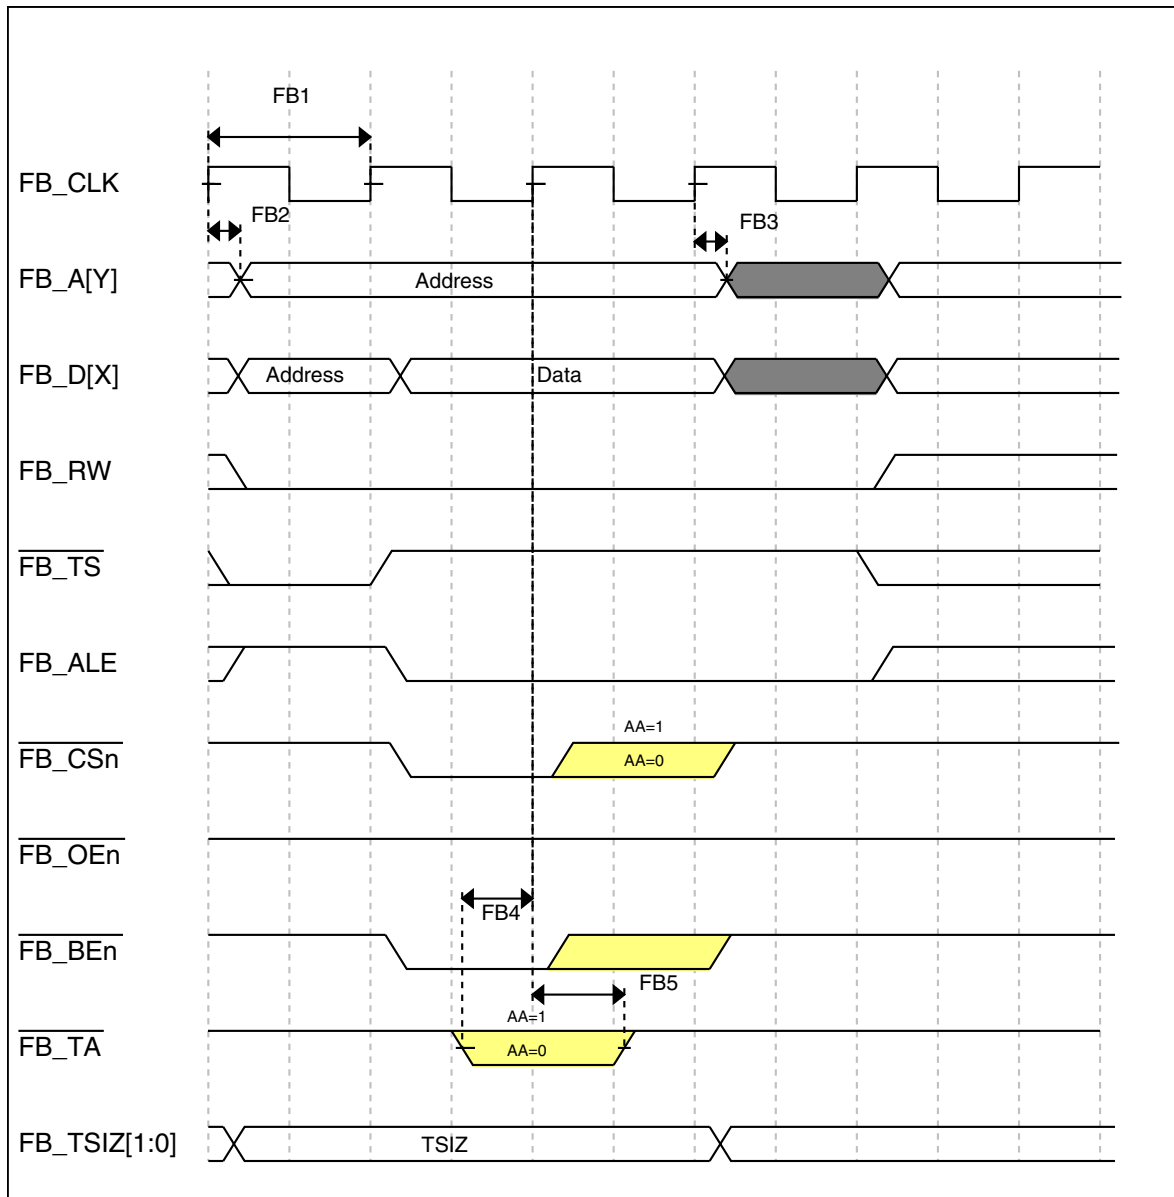 FB1
FB_CLK
FB2
FB3
FB_A[Y]
Address
FB_D[X]
Address
Data
FB_RW
FB_TS
FB_ALE
AA=1
FB_CSn
AA=0
FB_OEn
FB4
FB_BEn
FB5
AA=1
FB_TA
AA=0
FB_TSIZ[1:0]
TSIZ